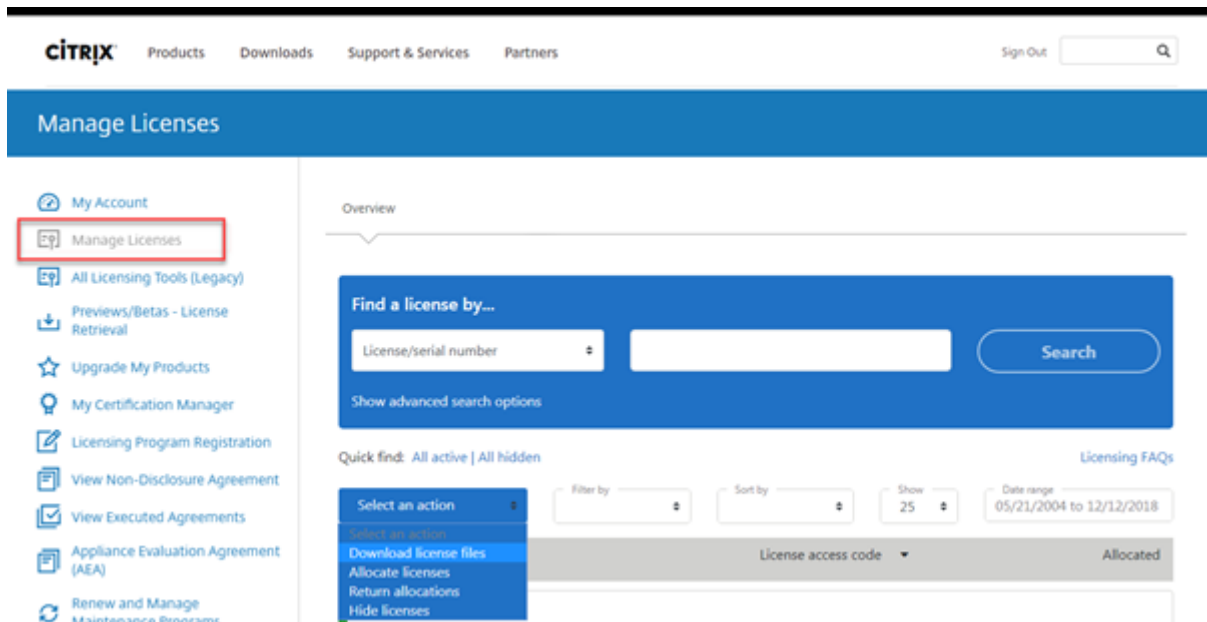 CİTRIX Products Downloads Support & Services Partners Sign Out
Manage Licenses
My Account
Manage Licenses
All Licensing Tools (Legacy)
Previews/Betas - License
Retrieval
Upgrade My Products
My Certification Manager
Licensing Program Registration
View Non-Disclosure Agreement
View Executed Agreements
Appliance Evaluation Agreement
(AEA)
Renew and Manage
Maintenance Programs
Overview
Find a license by...
License/serial number
Search
Show advanced search options
Quick find: All active | All hidden
Licensing FAQs
Select an action
Filter by
Sort by
Show
25
Date range
05/21/2004 to 12/12/2018
Select an action
Download license files
Allocate licenses
Return allocations
Hide licenses
License access code
Allocated